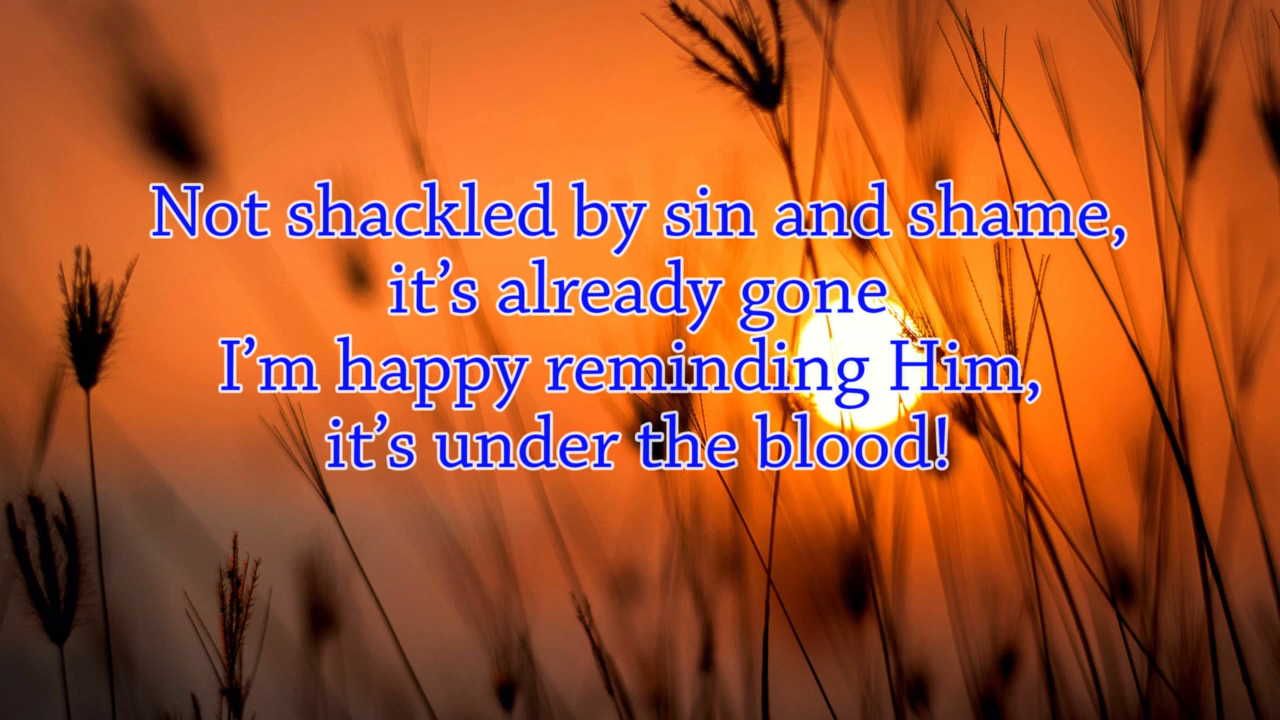 Not shackled by sin and shame,
it’s already gone
I’m happy reminding Him,
it’s under the blood!